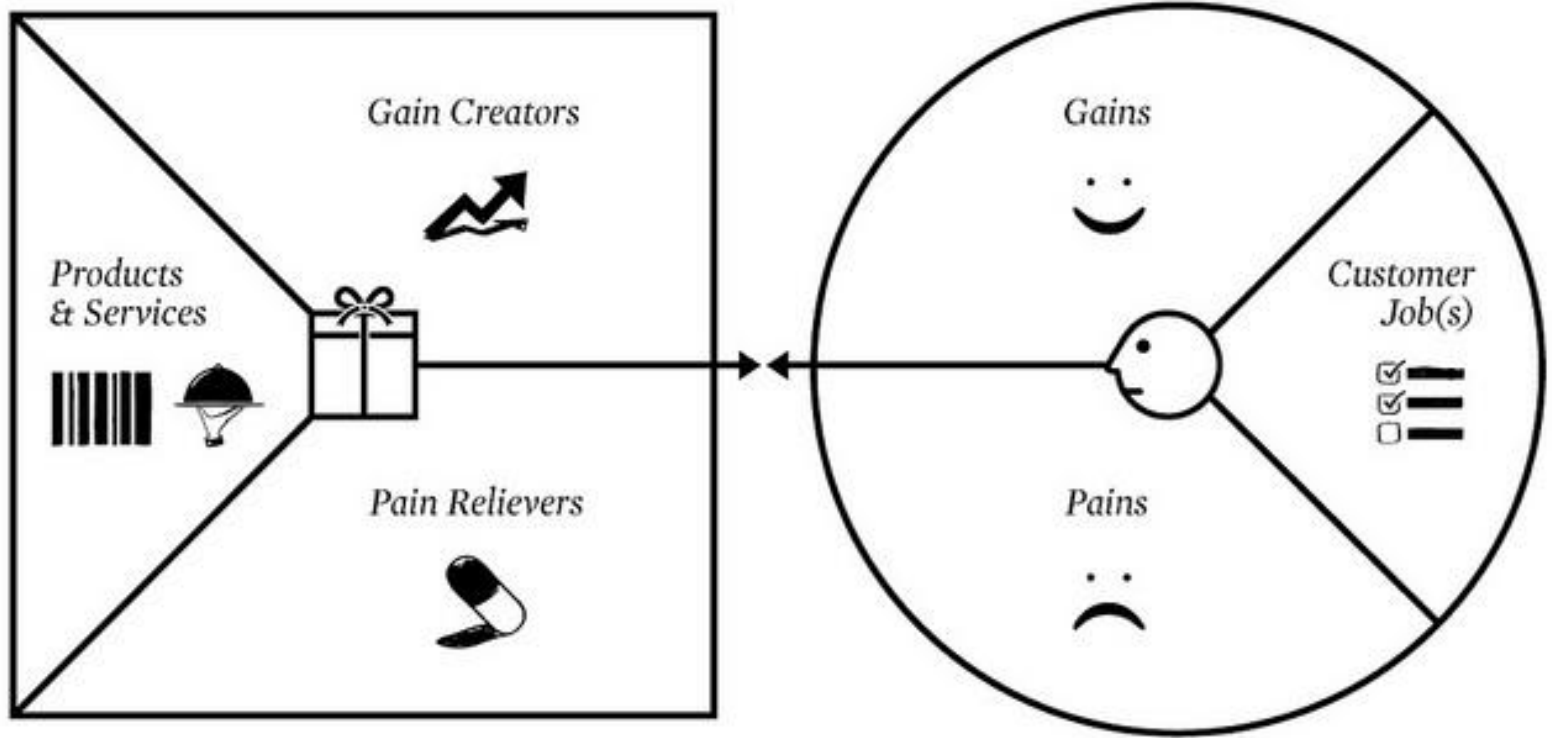 Gain Creators
Products
& Services
Pain Relievers
Gains
Customer
Job(s)
Pains